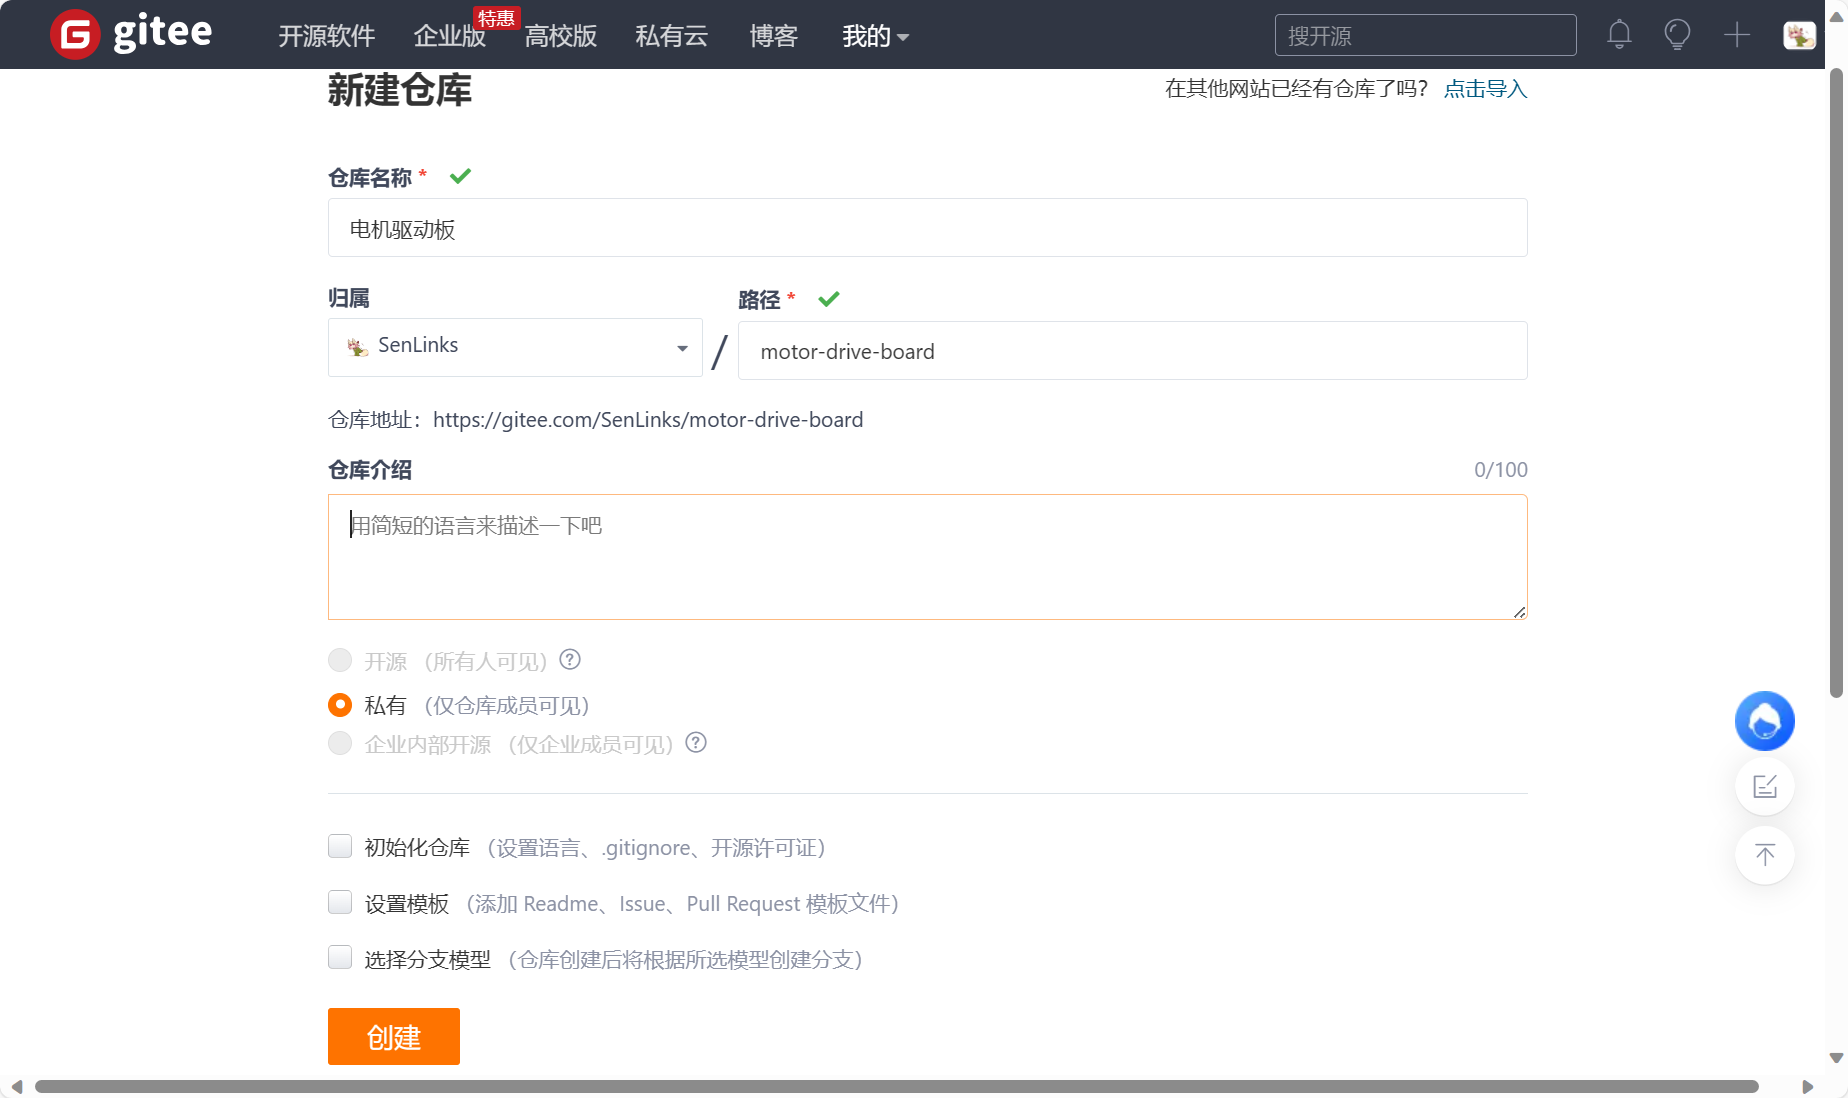 gitee 开源软件 企业版 特惠 高校版 私有云 博客 我的 搜开源
新建仓库 在其他网站已经有仓库了吗？ 点击导入
仓库名称 *
电机驱动板
归属 路径 *
SenLinks / motor-drive-board
仓库地址：https://gitee.com/SenLinks/motor-drive-board
仓库介绍 0/100
用简短的语言来描述一下吧
开源 （所有人可见） ?
私有 （仅仓库成员可见）
企业内部开源 （仅企业成员可见） ?
初始化仓库 （设置语言、.gitignore、开源许可证）
设置模板 （添加 Readme、Issue、Pull Request 模板文件）
选择分支模型 （仓库创建后将根据所选模型创建分支）
创建